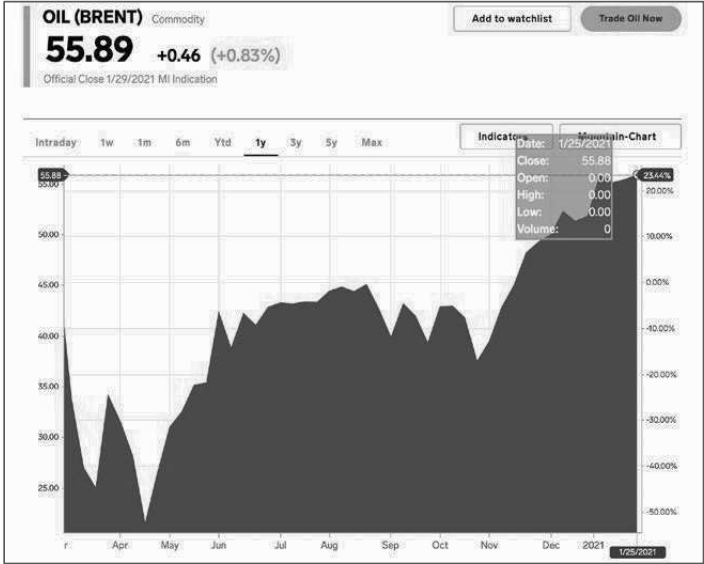 OIL (BRENT) Commodity
Add to watchlist
Trade Oil Now
55.89 +0.46 (+0.83%)
Official Close 1/29/2021 MI Indication
Intraday 1w 1m 6m Ytd 1y 3y 5y Max
Indicators
Mountain-Chart
Date: 1/25/2021
Close: 55.88
Open: 0.00
High: 0.00
Low: 0.00
Volume: 0
55.88
55.00
50.00
45.00
40.00
35.00
30.00
25.00
23.44%
20.00%
10.00%
0.00%
-10.00%
-20.00%
-30.00%
-40.00%
-50.00%
r Apr May Jun Jul Aug Sep Oct Nov Dec 2021
1/25/2021